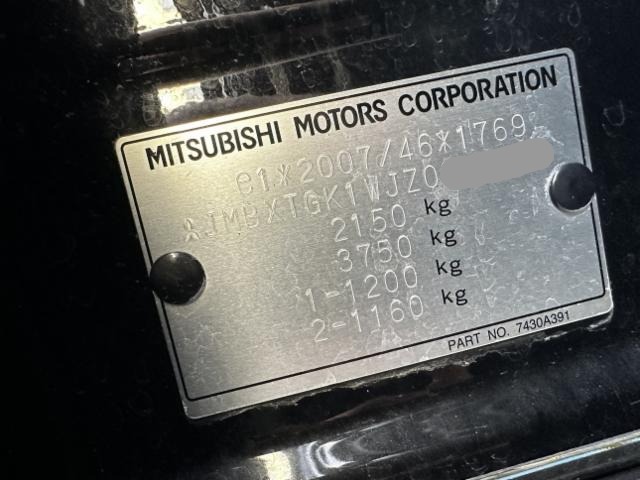 MITSUBISHI MOTORS CORPORATION
e1*2007/46*1769
*JMBXTGK1WJZ0
2150 kg
3750 kg
1-1200 kg
2-1160 kg
PART NO. 7430A391